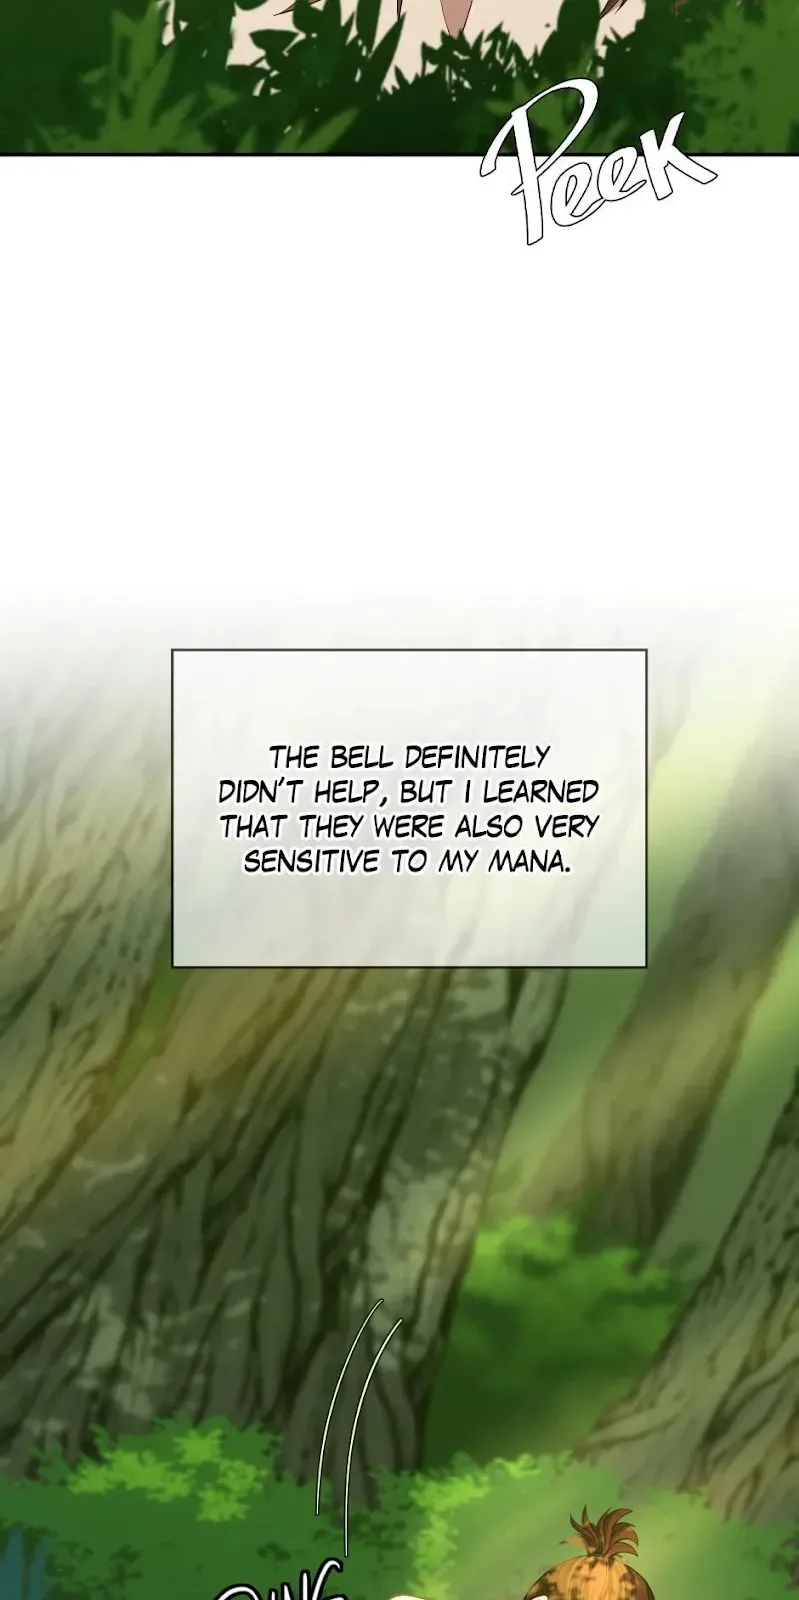 Peek
THE BELL DEFINITELY
DIDN'T HELP, BUT I LEARNED
THAT THEY WERE ALSO VERY
SENSITIVE TO MY MANA.